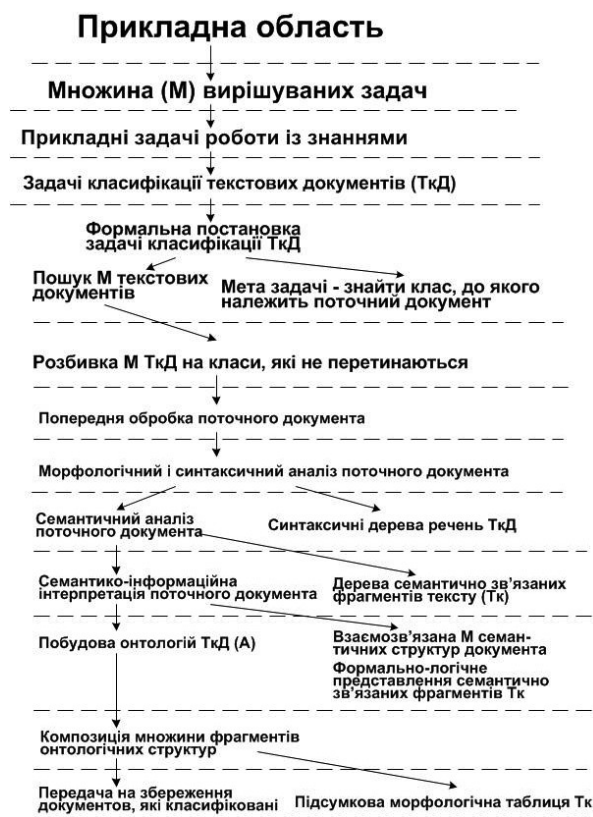 Прикладна область
Множина (М) вирішуваних задач
Прикладні задачі роботи із знаннями
Задачі класифікації текстових документів (ТкД)
Формальна постановка
задачі класифікації ТкД
Пошук М текстових
документів
Мета задачі - знайти клас, до якого
належить поточний документ
Розбивка М ТкД на класи, які не перетинаються
Попередня обробка поточного документа
Морфологічний і синтаксичний аналіз поточного документа
Семантичний аналіз
поточного документа
Синтаксичні дерева речень ТкД
Семантико-інформаційна
інтерпретація поточного документа
Дерева семантично зв’язаних
фрагментів тексту (Тк)
Побудова онтологій ТкД (А)
Взаємозв’язана М семан-
тичних структур документа
Формально-логічне
представлення семантично
зв’язаних фрагментів Тк
Композиція множини фрагментів
онтологічних структур
Передача на збереження
документов, які класифіковані
Підсумкова морфологічна таблиця Тк